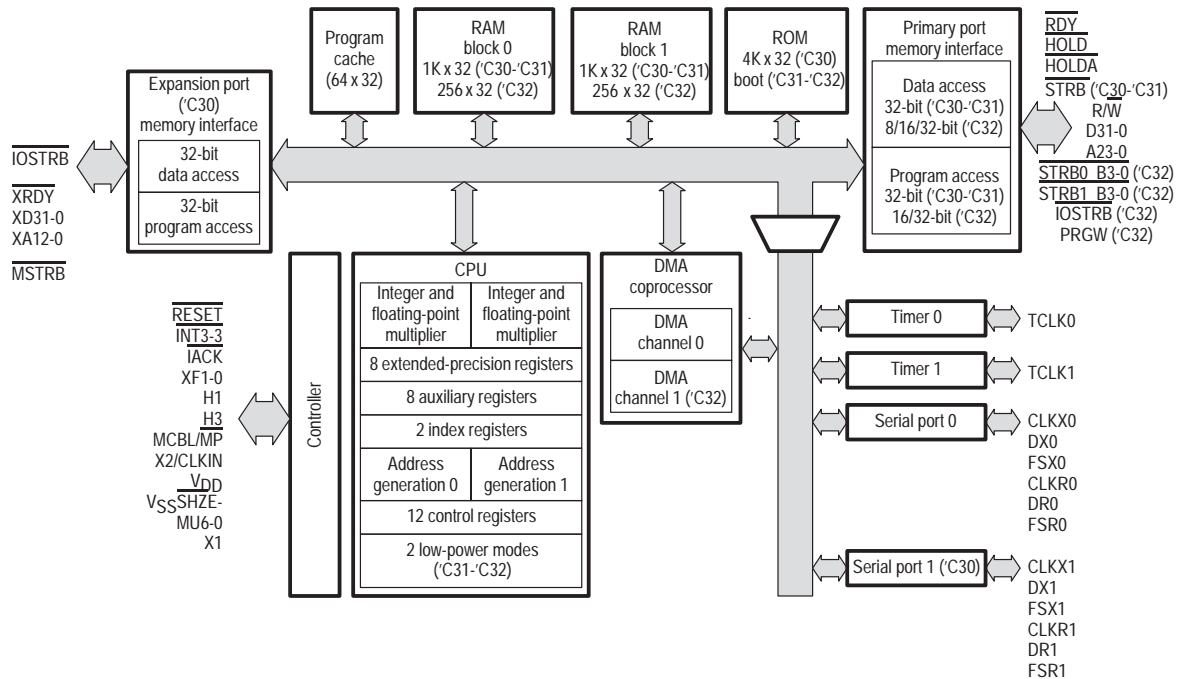 Program
cache
(64 x 32)
RAM
block 0
1K x 32 ('C30-'C31)
256 x 32 ('C32)
RAM
block 1
1K x 32 ('C30-'C31)
256 x 32 ('C32)
ROM
4K x 32 ('C30)
boot ('C31-'C32)
Primary port
memory interface
Data access
32-bit ('C30-'C31)
8/16/32-bit ('C32)
Program access
32-bit ('C30-'C31)
16/32-bit ('C32)
RDY
HOLD
HOLDA
STRB ('C30-'C31)
R/W
D31-0
A23-0
STRB0 B3-0 ('C32)
STRB1 B3-0 ('C32)
IOSTRB ('C32)
PRGW ('C32)
Expansion port
('C30)
memory interface
32-bit
data access
32-bit
program access
IOSTRB
XRDY
XD31-0
XA12-0
MSTRB
RESET
INT3-3
IACK
XF1-0
H1
H3
MCBL/MP
X2/CLKIN
VDD
VSSSHZE-
MU6-0
X1
Controller
CPU
Integer and
floating-point
multiplier
Integer and
floating-point
multiplier
8 extended-precision registers
8 auxiliary registers
2 index registers
Address
generation 0
Address
generation 1
12 control registers
2 low-power modes
('C31-'C32)
DMA
coprocessor
DMA
channel 0
DMA
channel 1 ('C32)
Timer 0
TCLK0
Timer 1
TCLK1
Serial port 0
CLKX0
DX0
FSX0
CLKR0
DR0
FSR0
Serial port 1 ('C30)
CLKX1
DX1
FSX1
CLKR1
DR1
FSR1